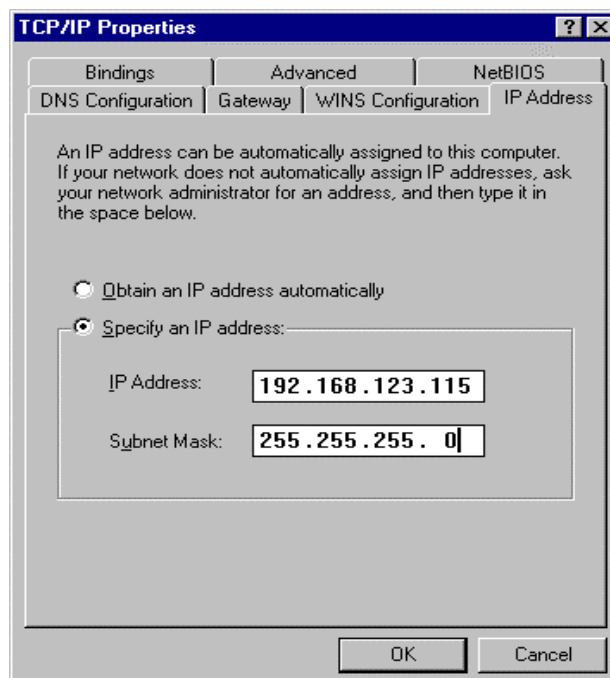 TCP/IP Properties
? X
Bindings Advanced NetBIOS
DNS Configuration Gateway WINS Configuration IP Address
An IP address can be automatically assigned to this computer.
If your network does not automatically assign IP addresses, ask
your network administrator for an address, and then type it in
the space below.
Obtain an IP address automatically
Specify an IP address:
IP Address: 192.168.123.115
Subnet Mask: 255.255.255. 0
OK Cancel